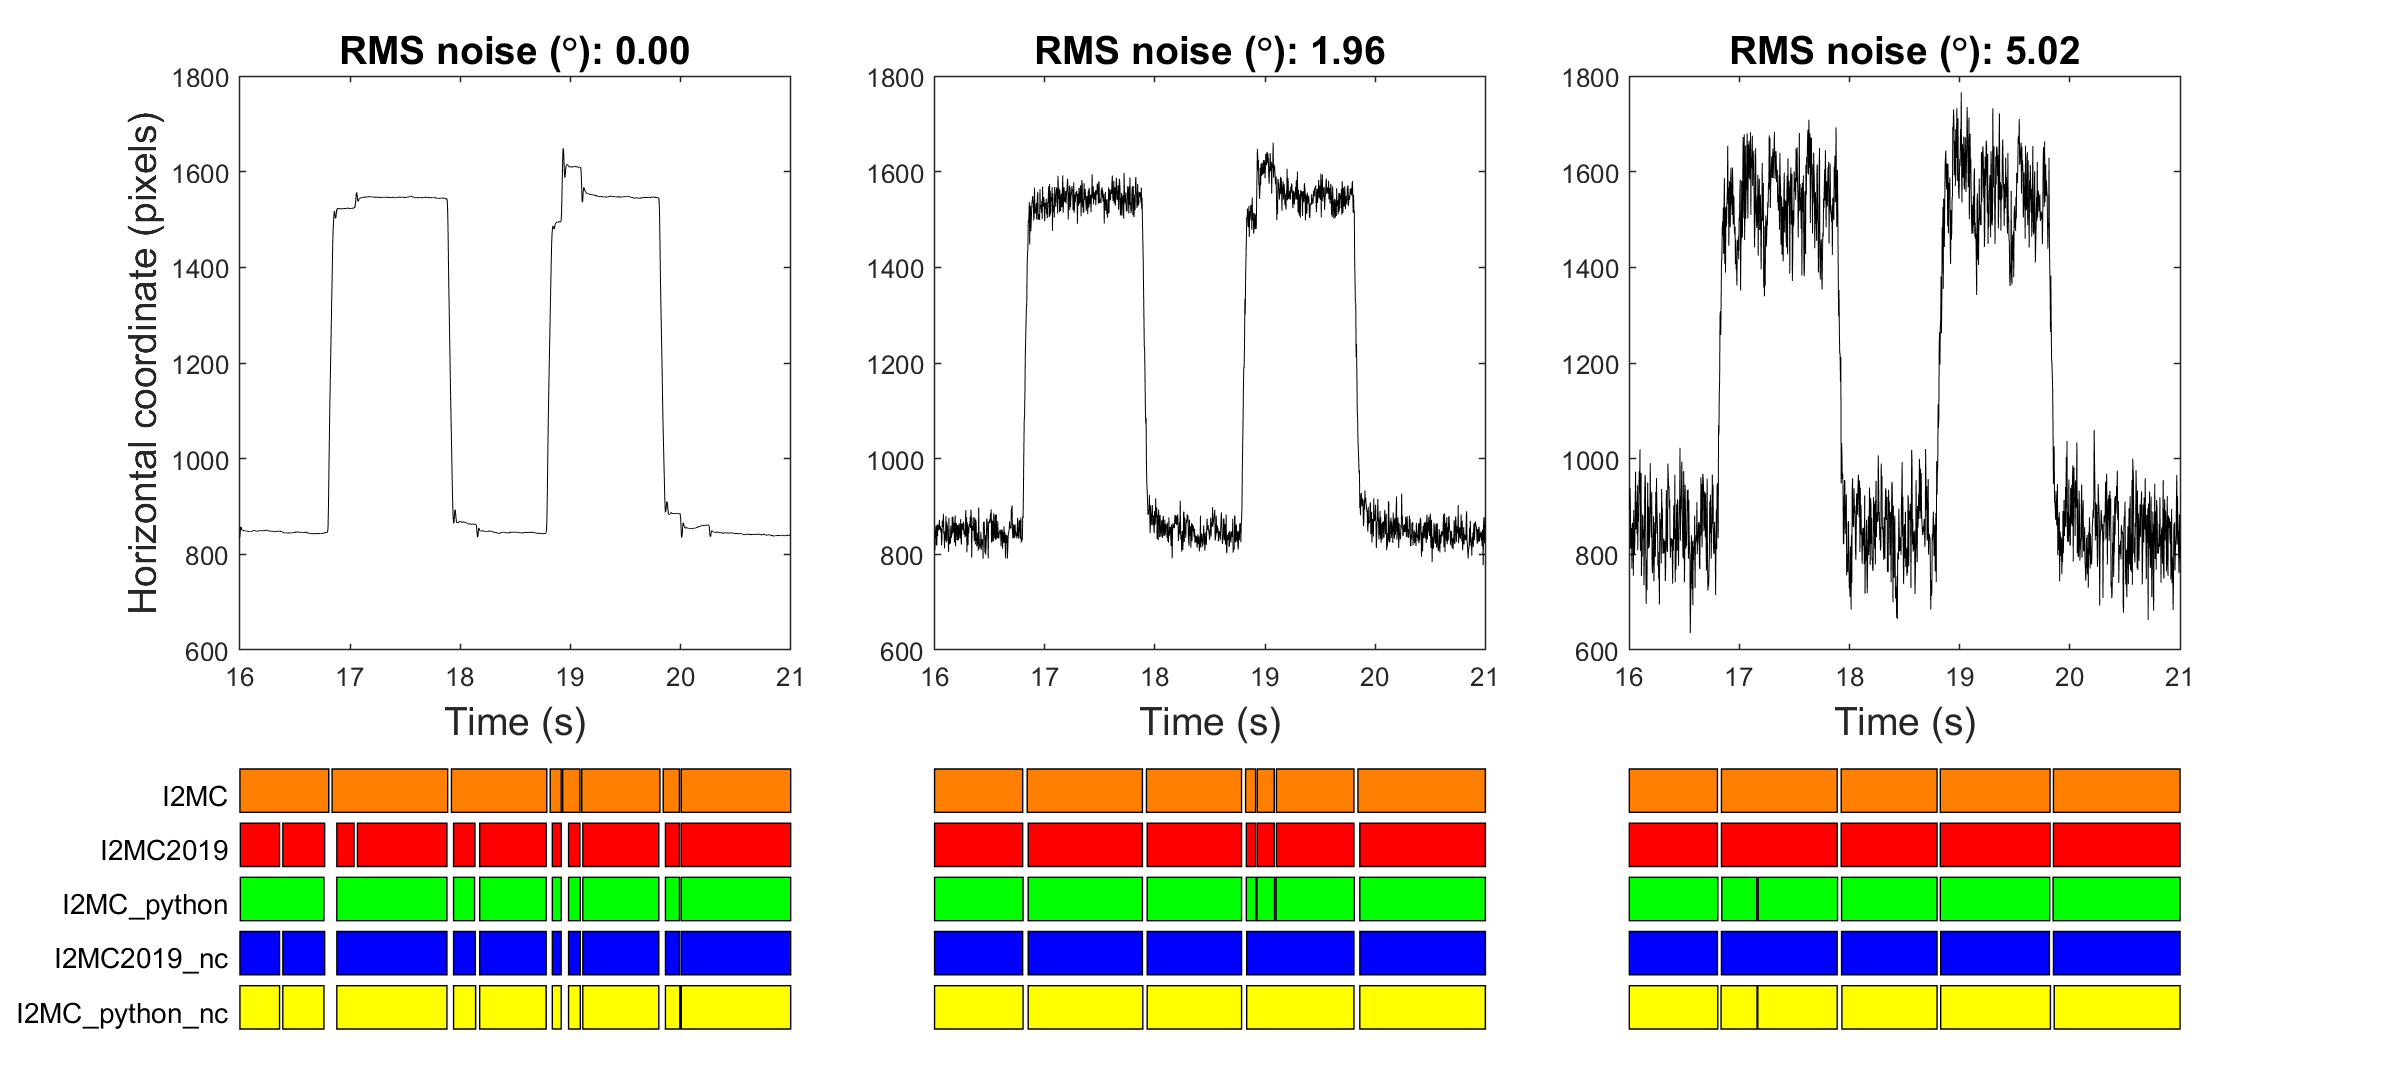 RMS noise (°): 0.00 RMS noise (°): 1.96 RMS noise (°): 5.02
1800 1800 1800
1600 1600 1600
1400 1400 1400
1200 1200 1200
1000 1000 1000
800 800 800
600 600 600
Horizontal coordinate (pixels)
16 17 18 19 20 21 16 17 18 19 20 21 16 17 18 19 20 21
Time (s) Time (s) Time (s)
I2MC
I2MC2019
I2MC_python
I2MC2019_nc
I2MC_python_nc